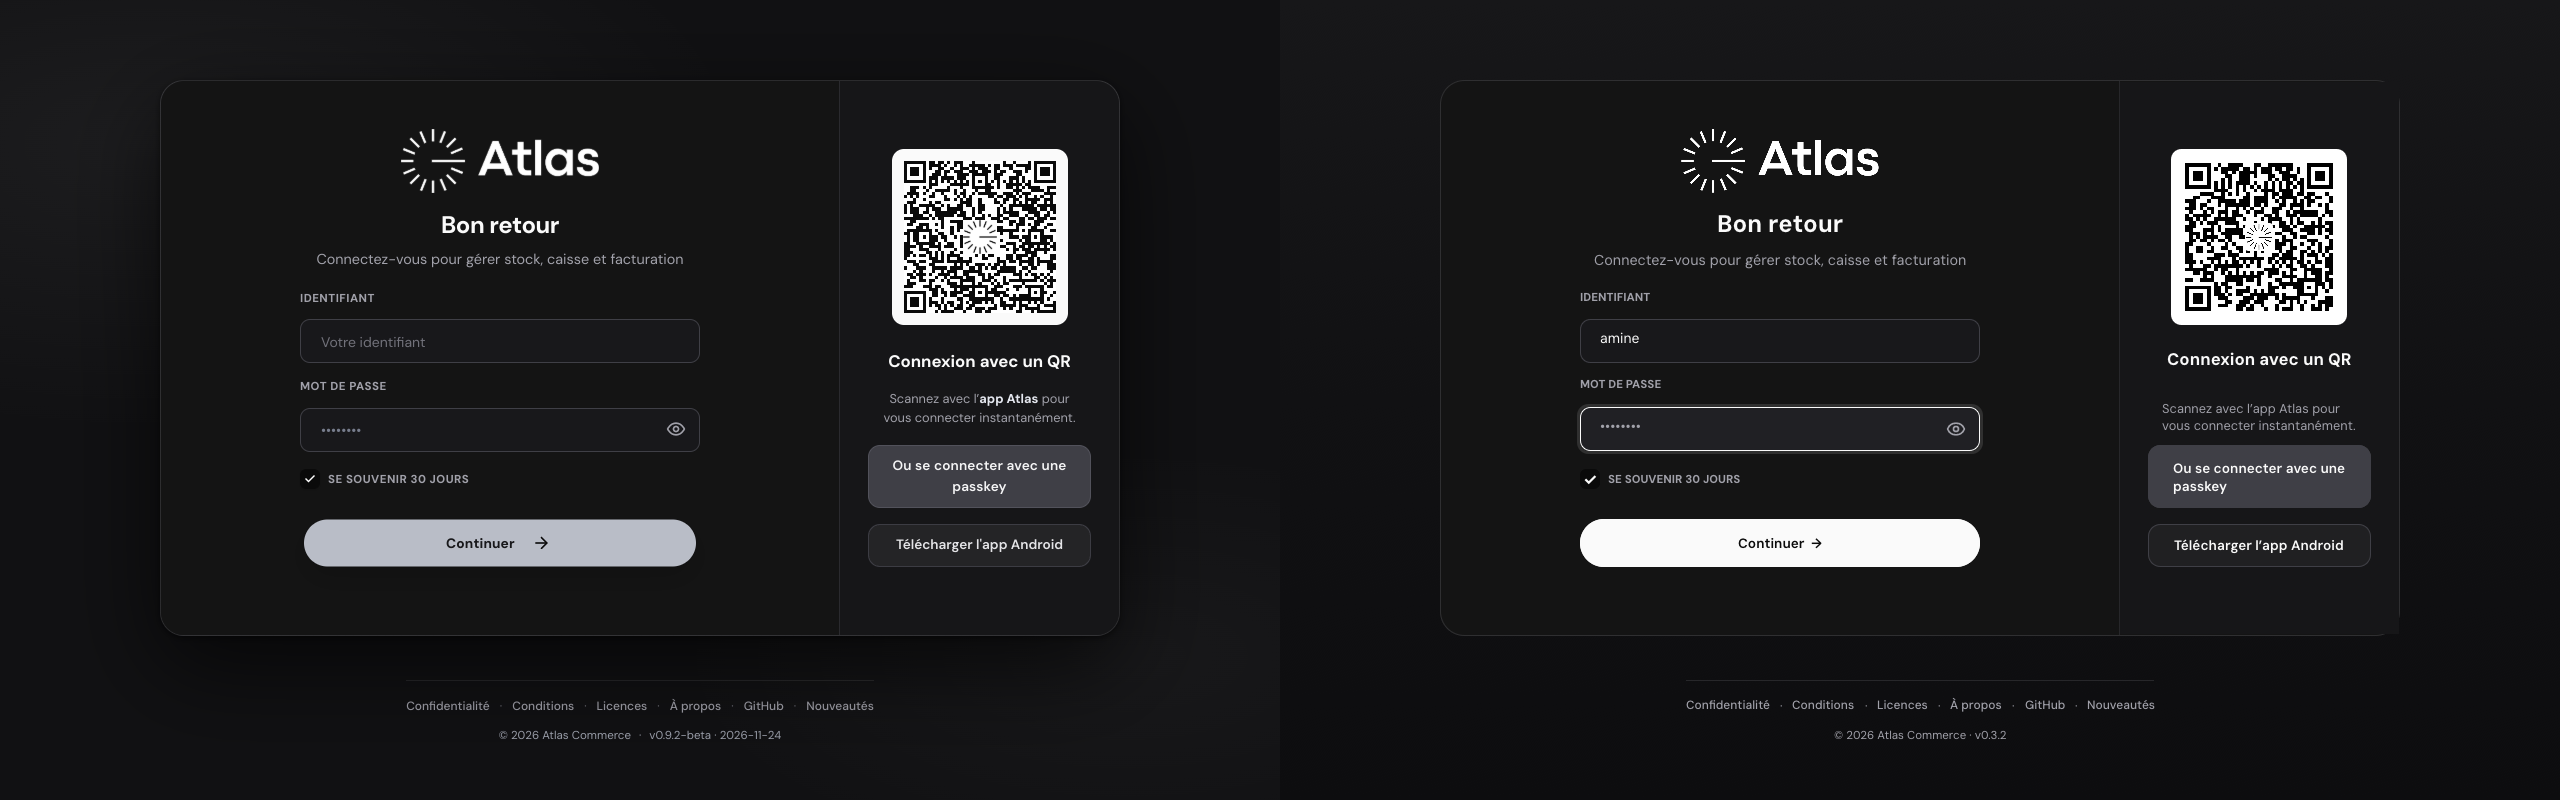 Atlas
Bon retour
Connectez-vous pour gérer stock, caisse et facturation
IDENTIFIANT
Votre identifiant
MOT DE PASSE
••••••••
SE SOUVENIR 30 JOURS
Continuer →
Connexion avec un QR
Scannez avec l’app Atlas pour
vous connecter instantanément.
Ou se connecter avec une
passkey
Télécharger l'app Android
Confidentialité · Conditions · Licences · À propos · GitHub · Nouveautés
© 2026 Atlas Commerce · v0.9.2-beta · 2026-11-24
Atlas
Bon retour
Connectez-vous pour gérer stock, caisse et facturation
IDENTIFIANT
amine
MOT DE PASSE
••••••••
SE SOUVENIR 30 JOURS
Continuer →
Connexion avec un QR
Scannez avec l’app Atlas pour
vous connecter instantanément.
Ou se connecter avec une
passkey
Télécharger l’app Android
Confidentialité · Conditions · Licences · À propos · GitHub · Nouveautés
© 2026 Atlas Commerce · v0.3.2